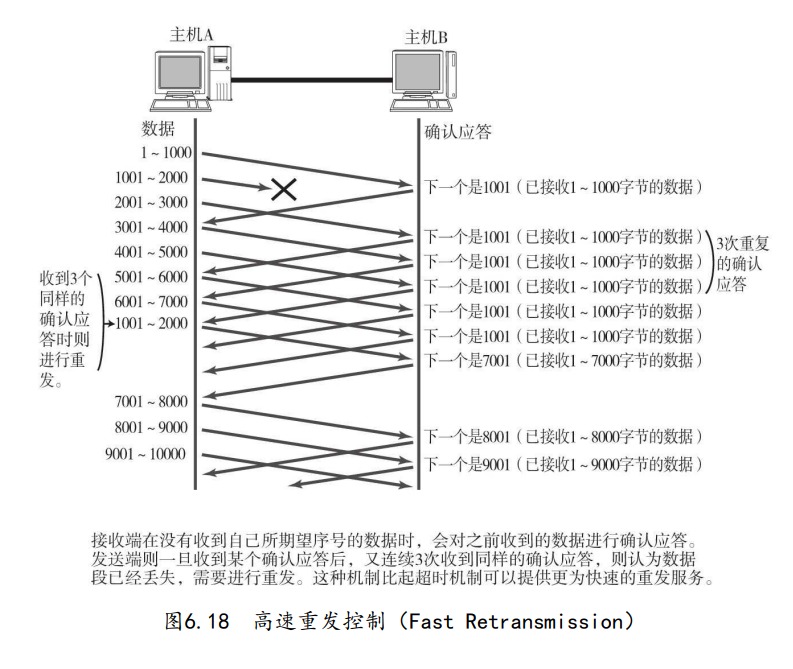 主机A
主机B
数据
确认应答
1～1000
1001～2000
2001～3000
3001～4000
4001～5000
5001～6000
6001～7000
1001～2000
7001～8000
8001～9000
9001～10000
收到3个
同样的
确认应
答时则
进行重
发。
下一个是1001（已接收1～1000字节的数据）
下一个是1001（已接收1～1000字节的数据）
下一个是1001（已接收1～1000字节的数据）
下一个是1001（已接收1～1000字节的数据）
下一个是1001（已接收1～1000字节的数据）
下一个是1001（已接收1～1000字节的数据）
下一个是7001（已接收1～7000字节的数据）
下一个是8001（已接收1～8000字节的数据）
下一个是9001（已接收1～9000字节的数据）
3次重复
的确认
应答
接收端在没有收到自己所期望序号的数据时，会对之前收到的数据进行确认应答。
发送端则一旦收到某个确认应答后，又连续3次收到同样的确认应答，则认为数据
段已经丢失，需要进行重发。这种机制比起超时机制可以提供更为快速的重发服务。
图6.18 高速重发控制（Fast Retransmission）